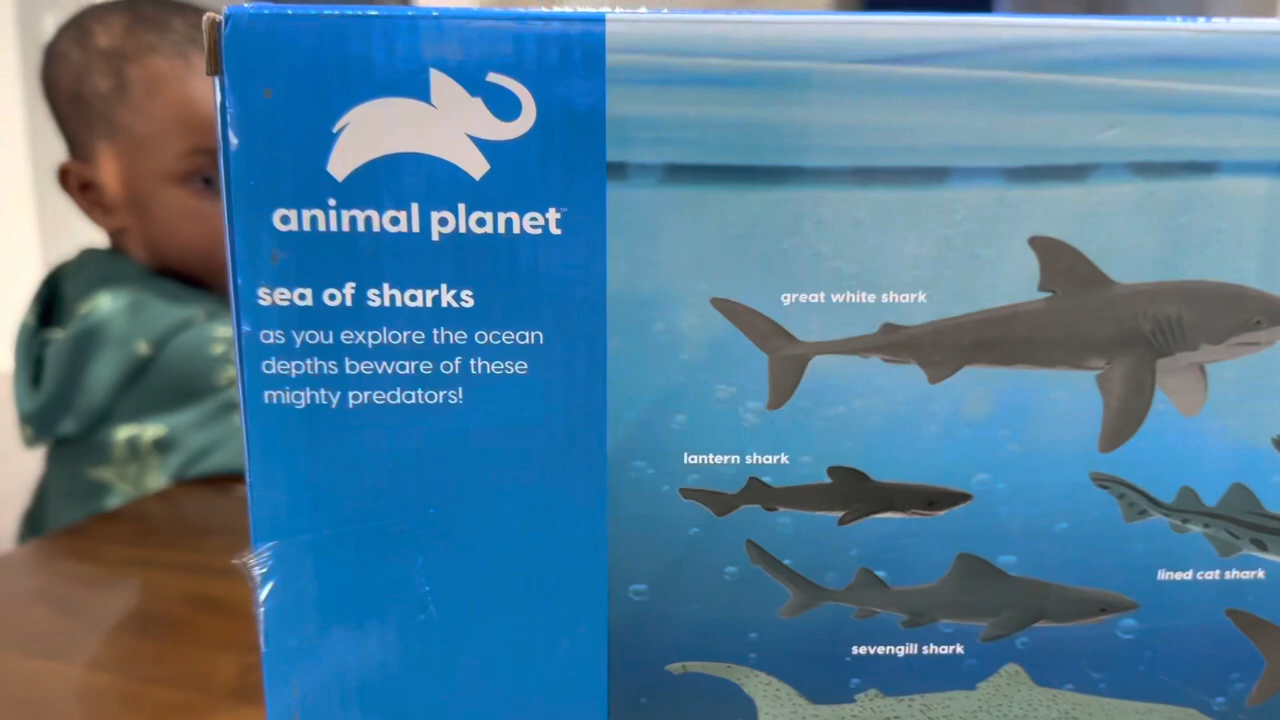 animal planet™
sea of sharks
as you explore the ocean
depths beware of these
mighty predators!
great white shark
lantern shark
lined cat shark
sevengill shark